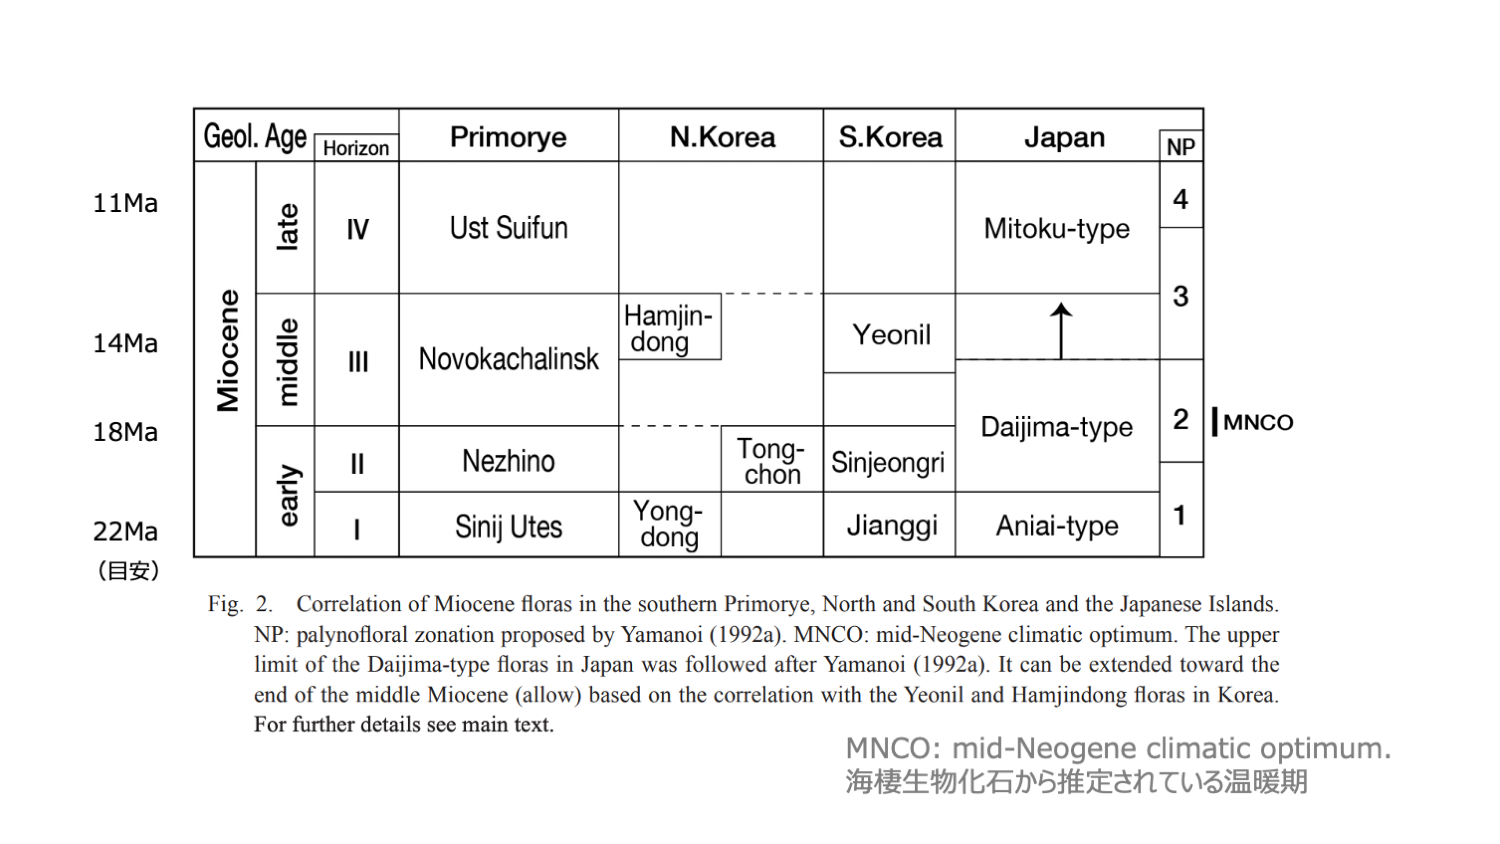 Geol. Age
Horizon
Primorye
N.Korea
S.Korea
Japan
NP
11Ma
14Ma
18Ma
22Ma
（目安）
Miocene
late
middle
early
IV
III
II
I
Ust Suifun
Novokachalinsk
Nezhino
Sinij Utes
Hamjin-
dong
Tong-
chon
Yong-
dong
Yeonil
Sinjeongri
Jianggi
Mitoku-type
Daijima-type
Aniai-type
4
3
2
1
MNCO
Fig. 2. Correlation of Miocene floras in the southern Primorye, North and South Korea and the Japanese Islands.
NP: palynofloral zonation proposed by Yamanoi (1992a). MNCO: mid-Neogene climatic optimum. The upper
limit of the Daijima-type floras in Japan was followed after Yamanoi (1992a). It can be extended toward the
end of the middle Miocene (allow) based on the correlation with the Yeonil and Hamjindong floras in Korea.
For further details see main text.
MNCO: mid-Neogene climatic optimum.
海棲生物化石から推定されている温暖期